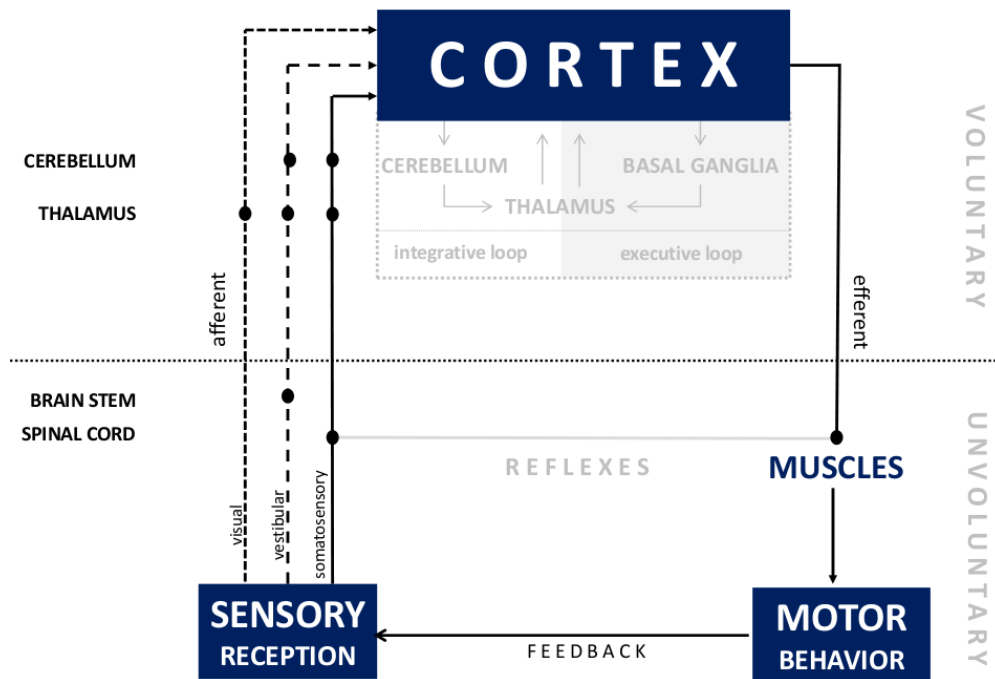 CORTEX
CEREBELLUM
THALAMUS
CEREBELLUM
BASAL GANGLIA
THALAMUS
integrative loop
executive loop
VOLUNTARY
afferent
efferent
BRAIN STEM
SPINAL CORD
REFLEXES
MUSCLES
UNVOLUNTARY
visual
vestibular
somatosensory
SENSORY
RECEPTION
FEEDBACK
MOTOR
BEHAVIOR